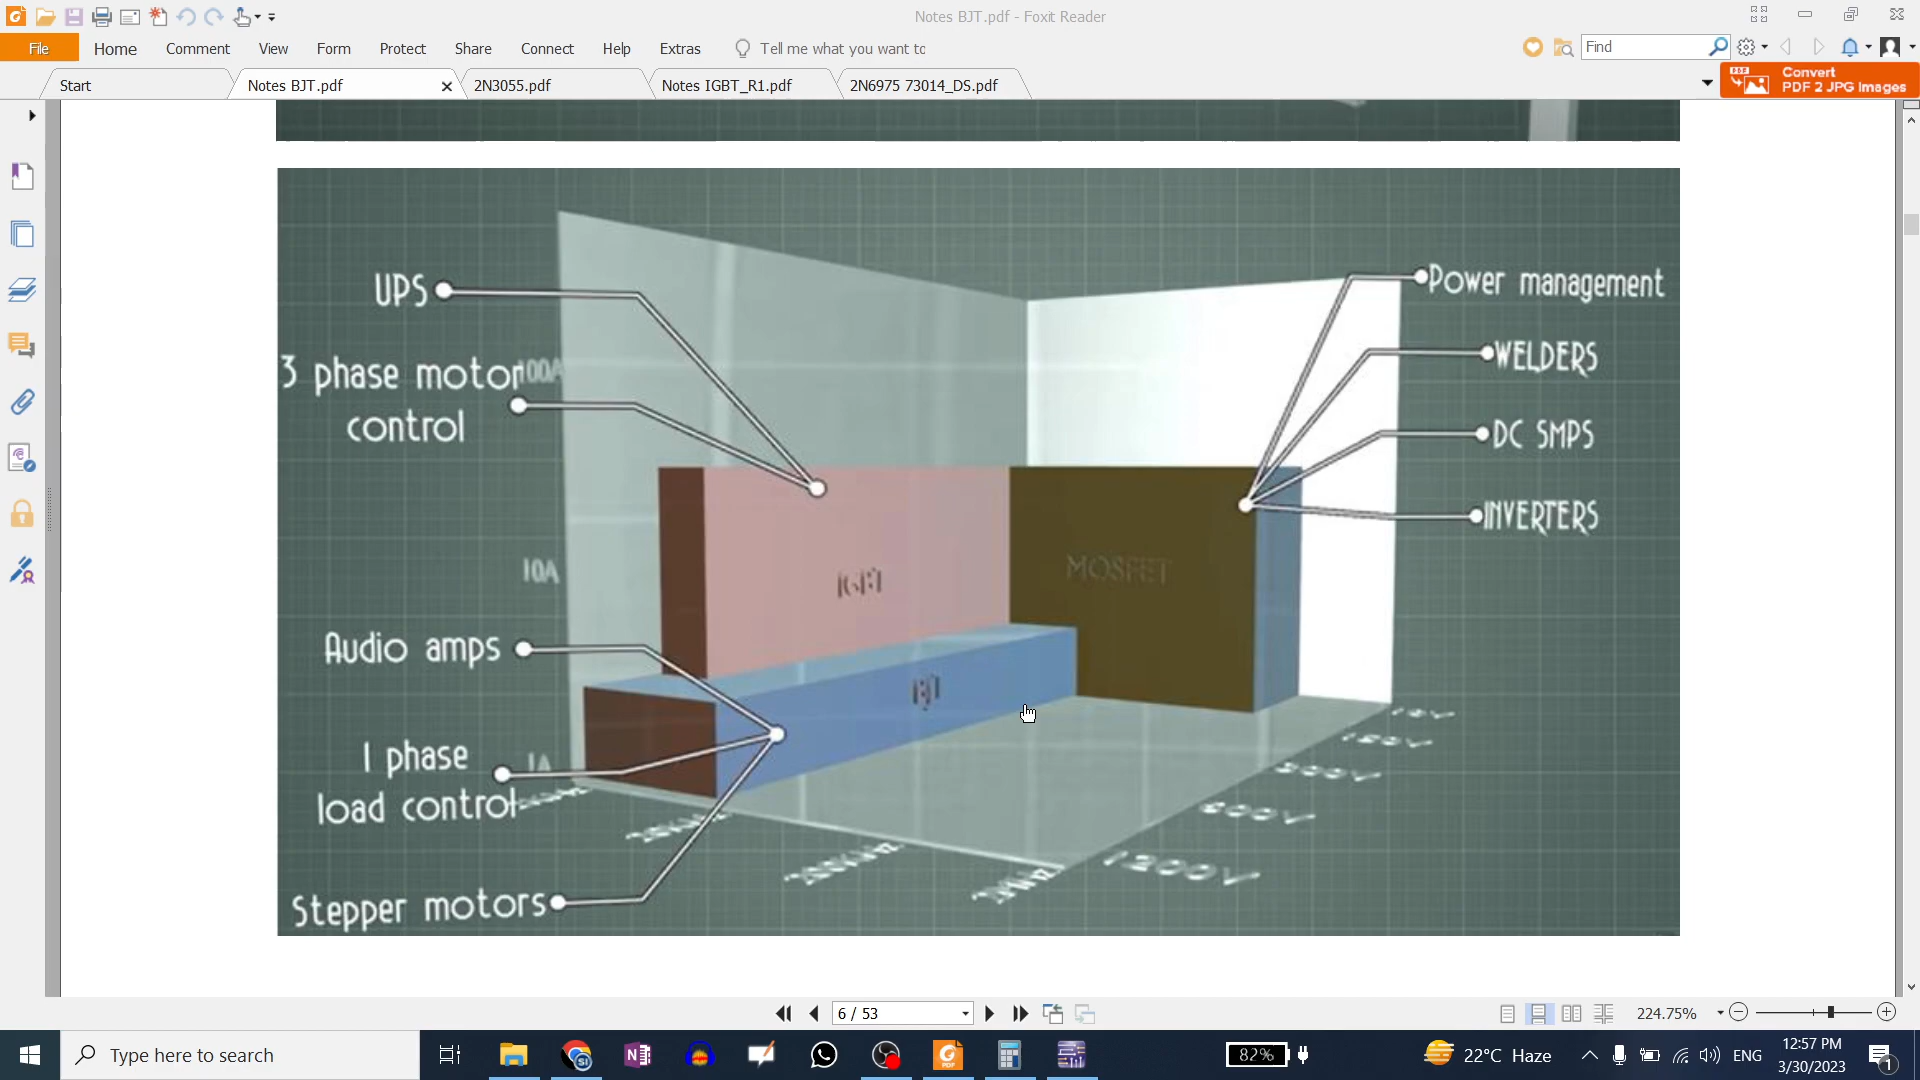 Notes BJT.pdf - Foxit Reader
File
Home
Comment
View
Form
Protect
Share
Connect
Help
Extras
Tell me what you want to
Find
Start
Notes BJT.pdf
2N3055.pdf
Notes IGBT_R1.pdf
2N6975 73014_DS.pdf
Convert
PDF 2 JPG Images
UPS
3 phase motor
control
100A
10A
1A
Audio amps
1 phase
load control
Stepper motors
Power management
WELDERS
DC SMPS
INVERTERS
IGBT
MOSFET
BJT
200kHz
2MHz
1200V
600V
6 / 53
224.75%
Type here to search
82%
22°C Haze
ENG
12:57 PM
3/30/2023
1